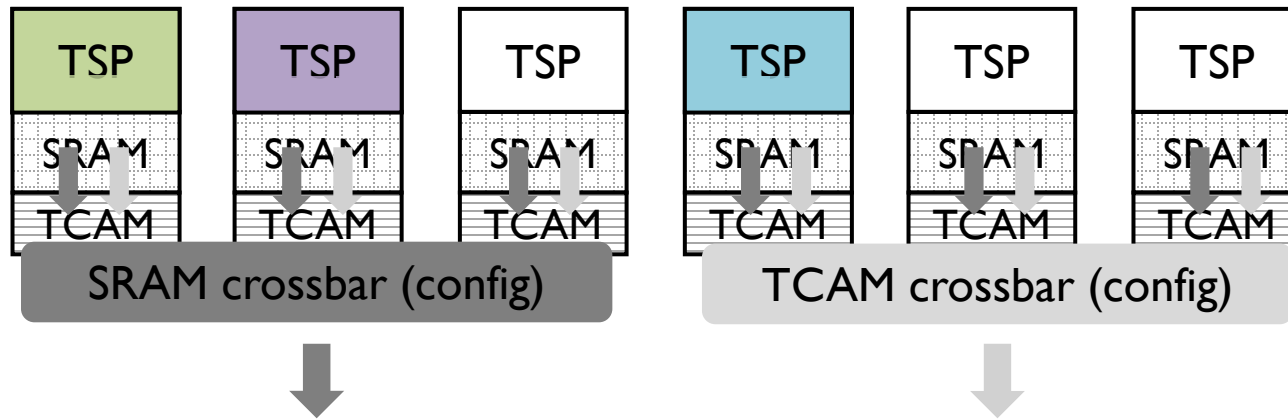 TSP TSP TSP TSP TSP TSP
SRAM SRAM SRAM SRAM SRAM SRAM
TCAM TCAM TCAM TCAM TCAM TCAM
SRAM crossbar (config) TCAM crossbar (config)